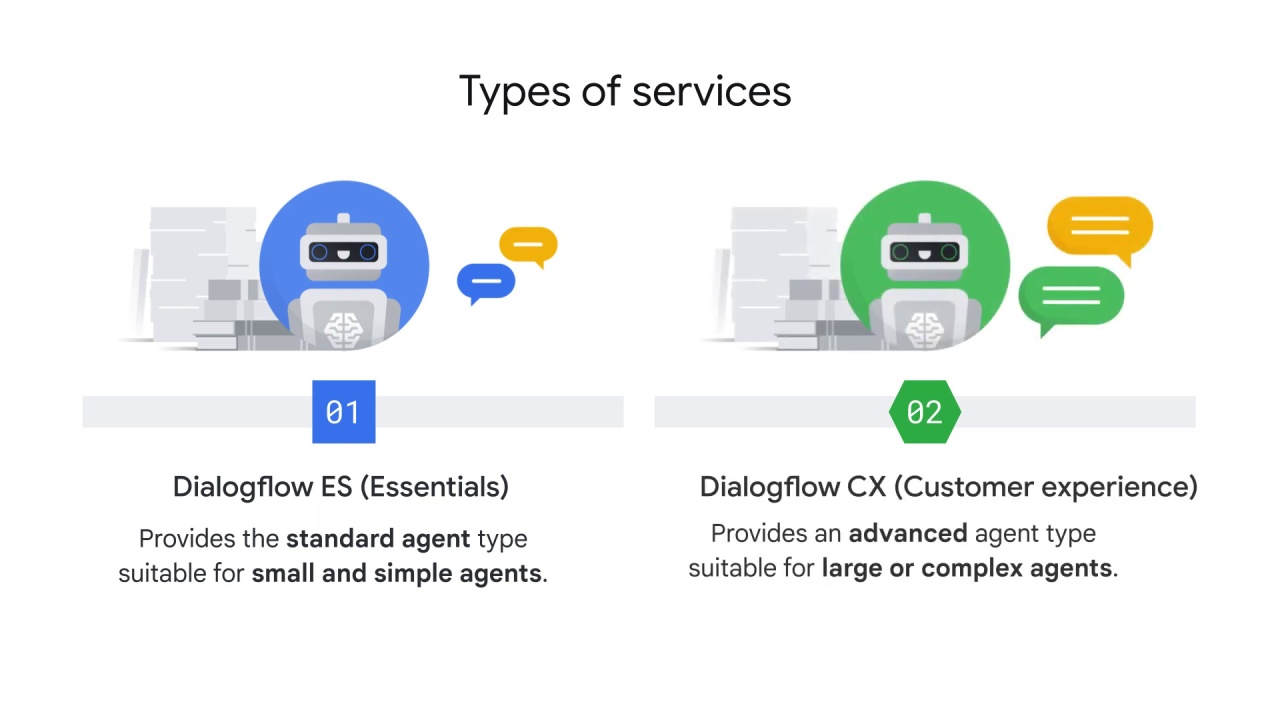 Types of services
01
Dialogflow ES (Essentials)
Provides the standard agent type
suitable for small and simple agents.
02
Dialogflow CX (Customer experience)
Provides an advanced agent type
suitable for large or complex agents.